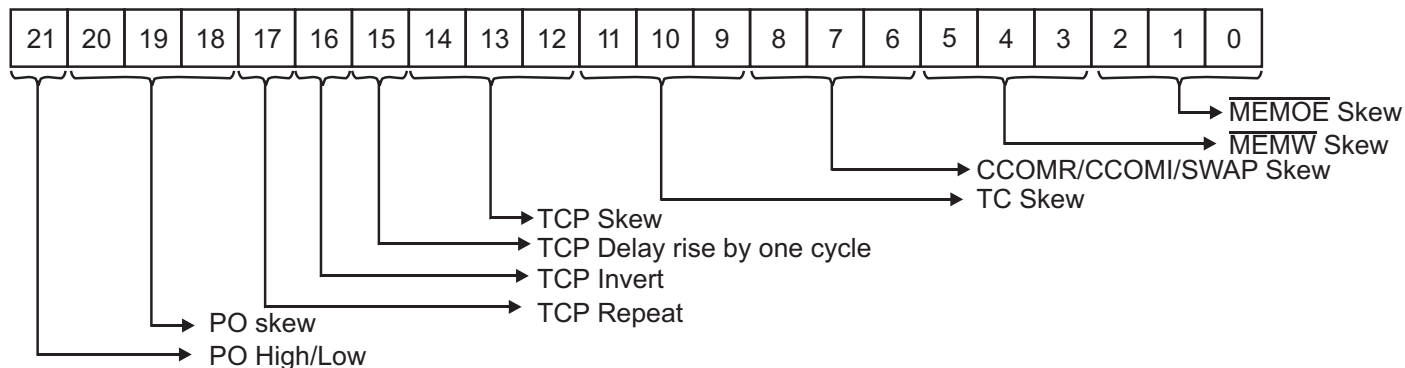 21 20 19 18 17 16 15 14 13 12 11 10 9 8 7 6 5 4 3 2 1 0
MEMOE Skew
MEMW Skew
CCOMR/CCOMI/SWAP Skew
TC Skew
TCP Skew
TCP Delay rise by one cycle
TCP Invert
TCP Repeat
PO skew
PO High/Low